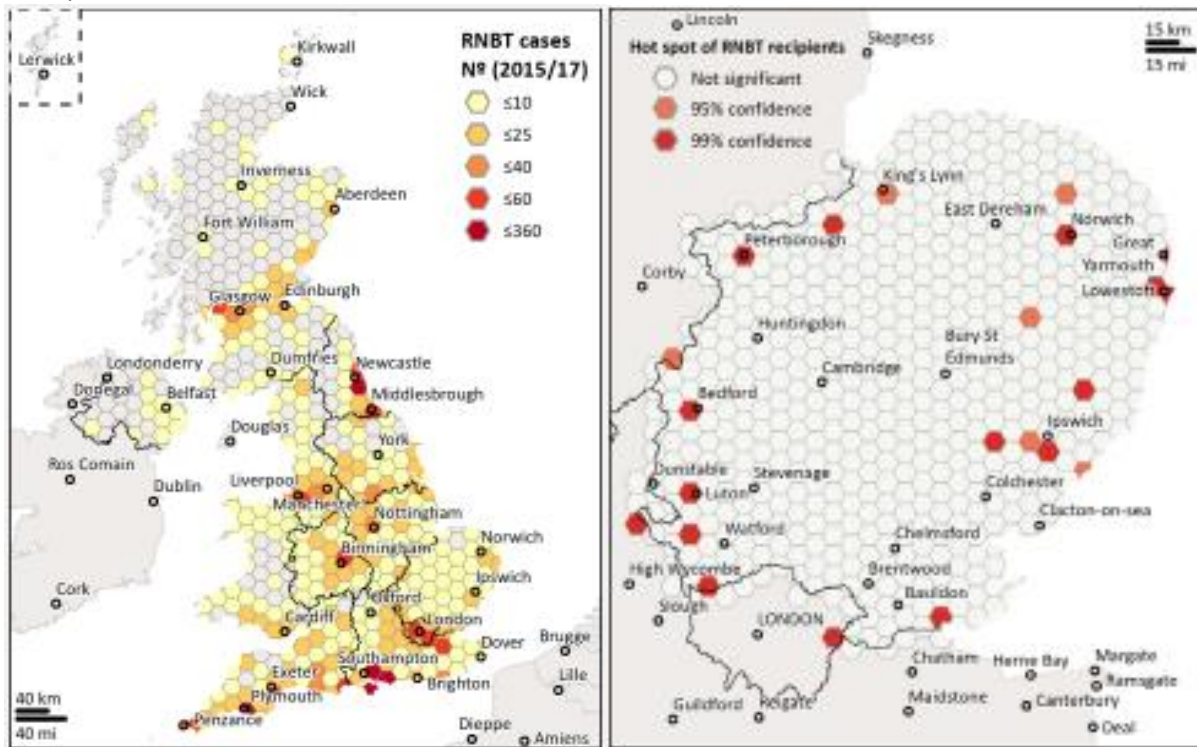 RNBT cases
Nº (2015/17)
≤10
≤25
≤40
≤60
≤360
Lerwick
Kirkwall
Wick
Inverness
Aberdeen
Fort William
Glasgow
Edinburgh
Londonderry
Dumfries
Newcastle
Donegal
Belfast
Middlesbrough
Douglas
York
Ros Comain
Liverpool
Dublin
Manchester
Nottingham
Norwich
Birmingham
Ipswich
Cork
Oxford
Cardiff
London
Dover
Brugge
Exeter
Southampton
Lille
Plymouth
Brighton
Penzance
Dieppe
Amiens
40 km
40 mi
Lincoln
15 km
15 mi
Hot spot of RNBT recipients
Skegness
Not significant
95% confidence
99% confidence
King's Lynn
East Dereham
Norwich
Peterborough
Great
Yarmouth
Corby
Lowestoft
Huntingdon
Bury St
Edmunds
Cambridge
Bedford
Ipswich
Dunstable
Stevenage
Luton
Colchester
Watford
Clacton-on-sea
Chelmsford
High Wycombe
Brentwood
Slough
Basildon
LONDON
Chatham
Herne Bay
Margate
Ramsgate
Guildford
Reigate
Maidstone
Canterbury
Deal